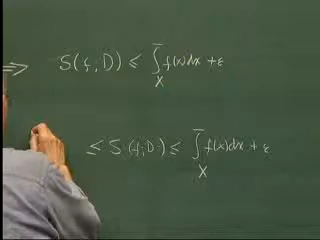 ⇒ S(f; D) ≤ ∫̄_X f(x)dx + ε
≤ S(f; D) ≤ ∫̄_X f(x)dx + ε